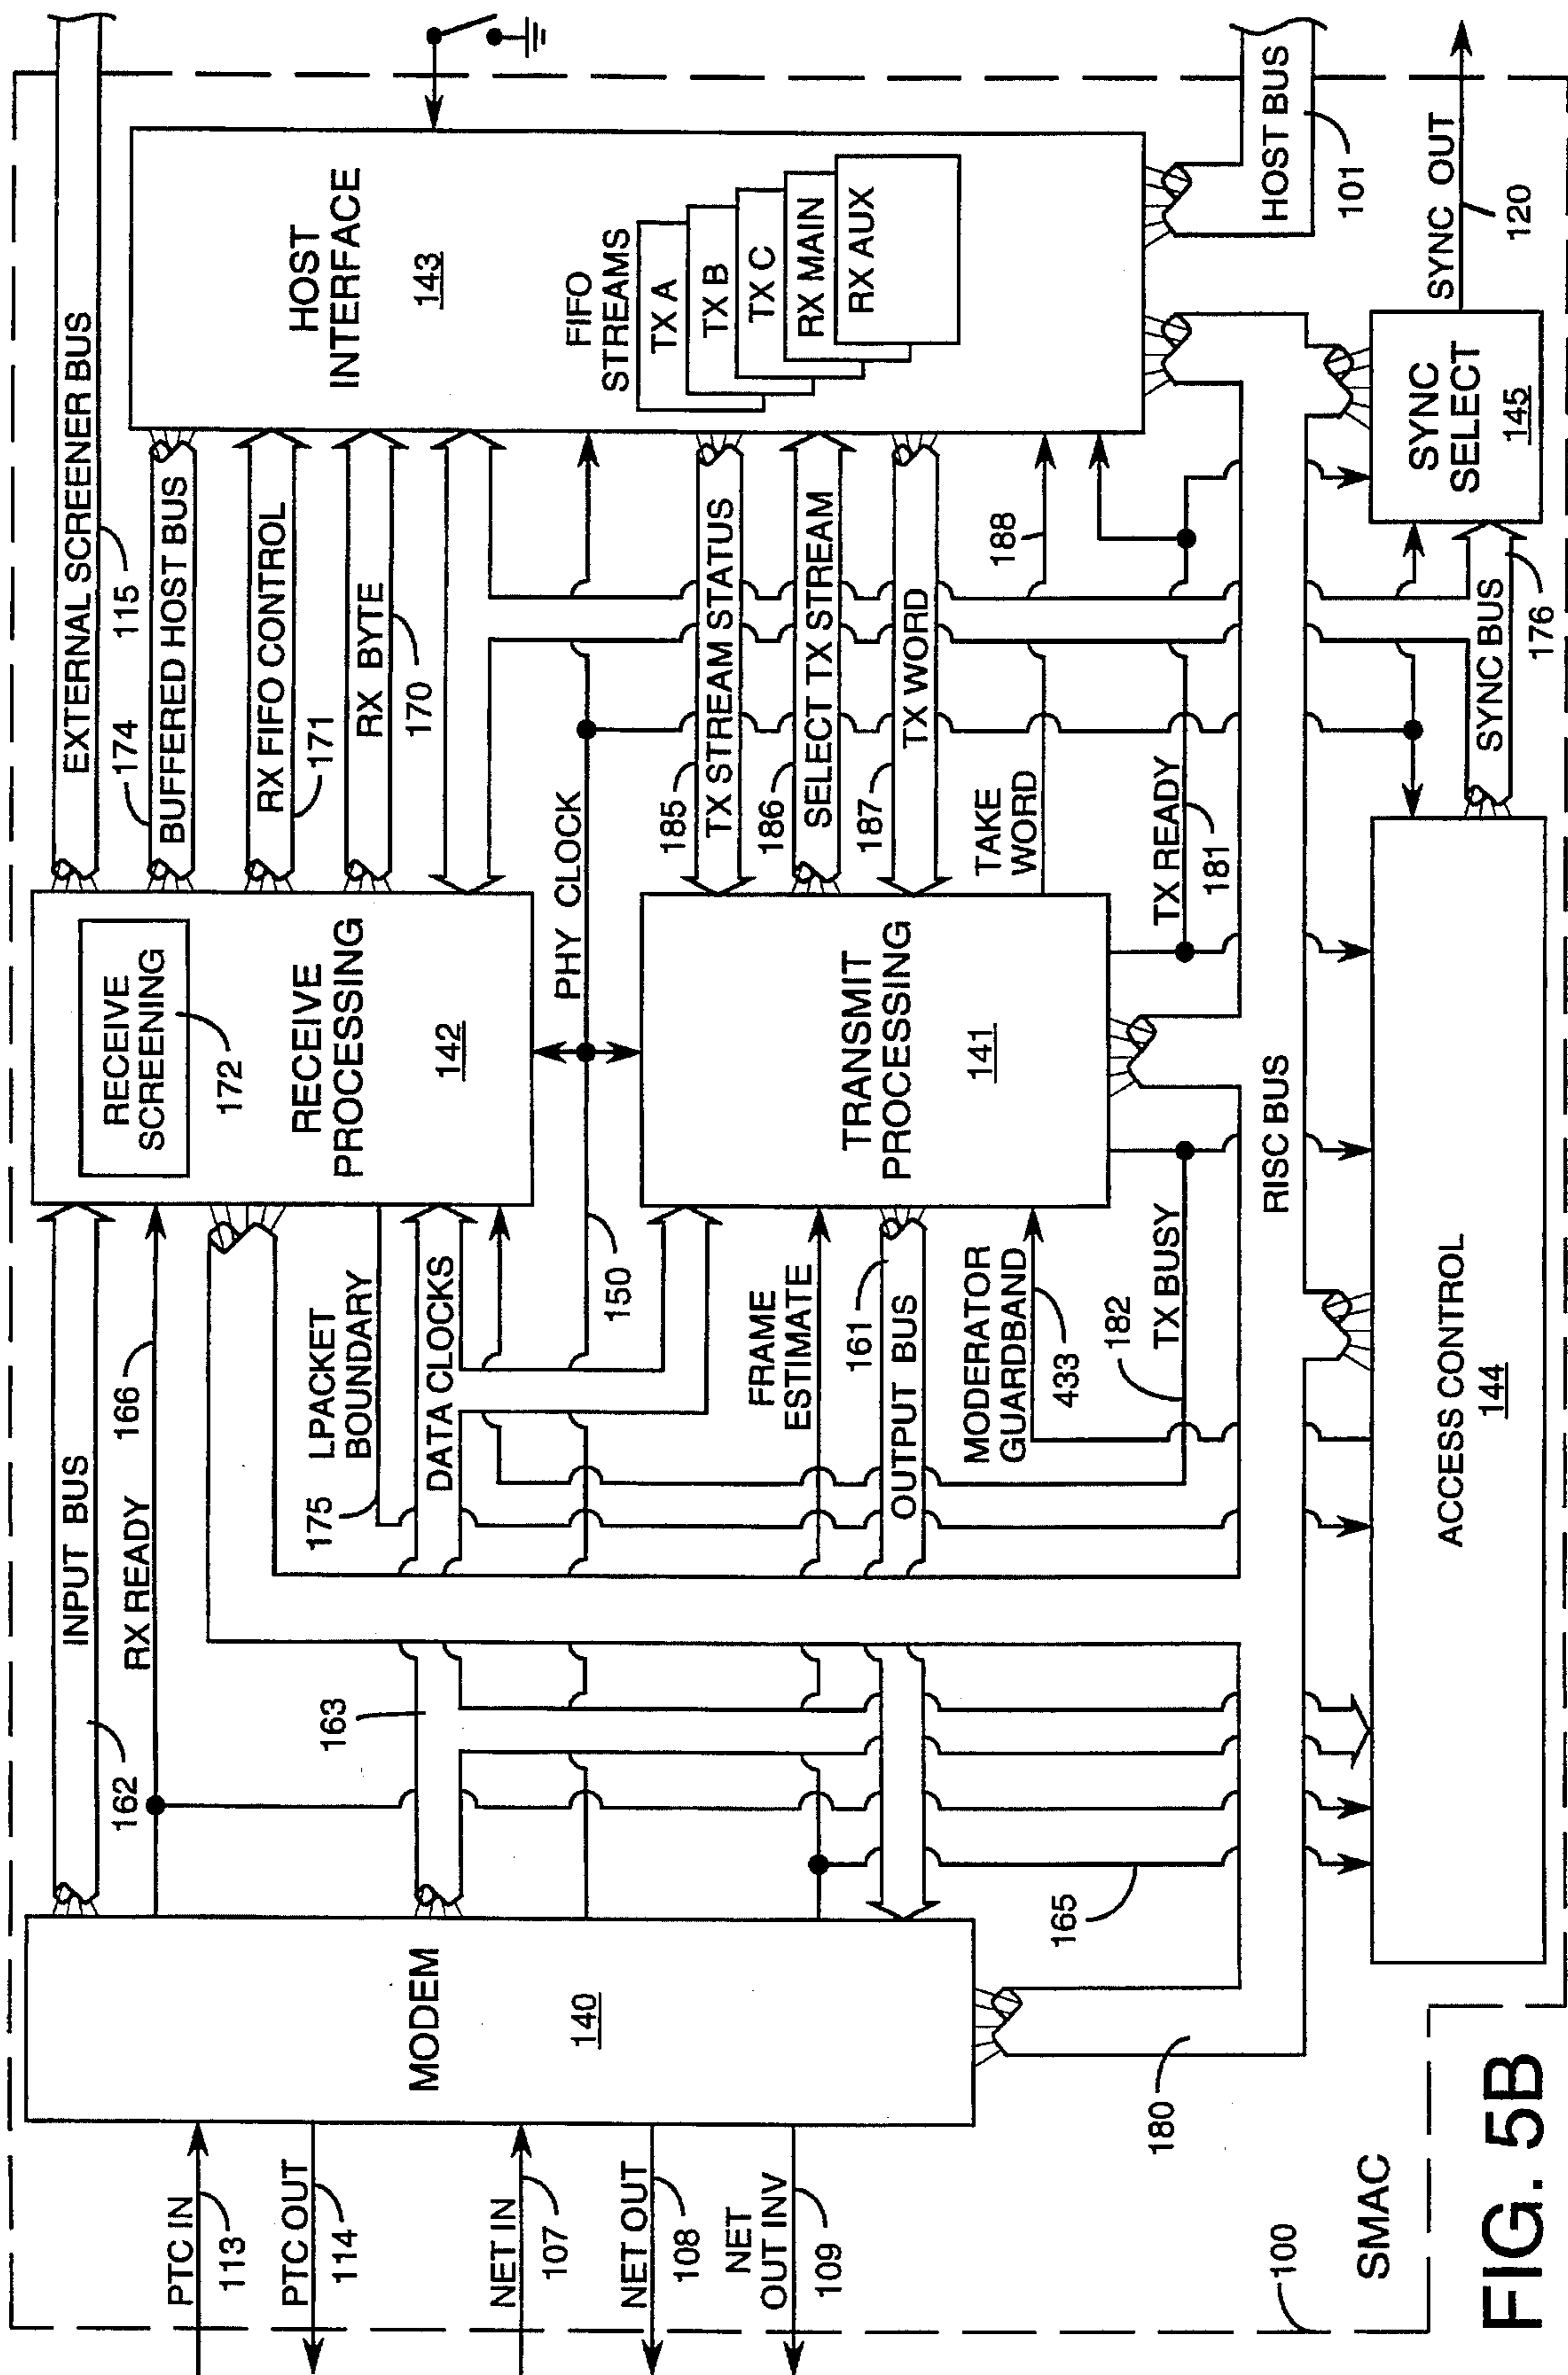 PTC IN
113
PTC OUT
114
NET IN
107
NET OUT
108
NET
OUT INV
109
100
SMAC
FIG. 5B
MODEM
140
180
INPUT BUS
162
RX READY
166
163
165
175
LPACKET
BOUNDARY
DATA CLOCKS
150
FRAME
ESTIMATE
161
OUTPUT BUS
MODERATOR
GUARDBAND
433
182
TX BUSY
RECEIVE
SCREENING
172
RECEIVE
PROCESSING
142
PHY CLOCK
TRANSMIT
PROCESSING
141
RISC BUS
ACCESS CONTROL
144
EXTERNAL SCREENER BUS
115
174
BUFFERED HOST BUS
RX FIFO CONTROL
171
RX BYTE
170
185
TX STREAM STATUS
186
SELECT TX STREAM
187
TX WORD
TAKE
WORD
188
TX READY
181
SYNC BUS
176
HOST
INTERFACE
143
FIFO
STREAMS
TX A
TX B
TX C
RX MAIN
RX AUX
HOST BUS
101
SYNC
SELECT
145
SYNC OUT
120